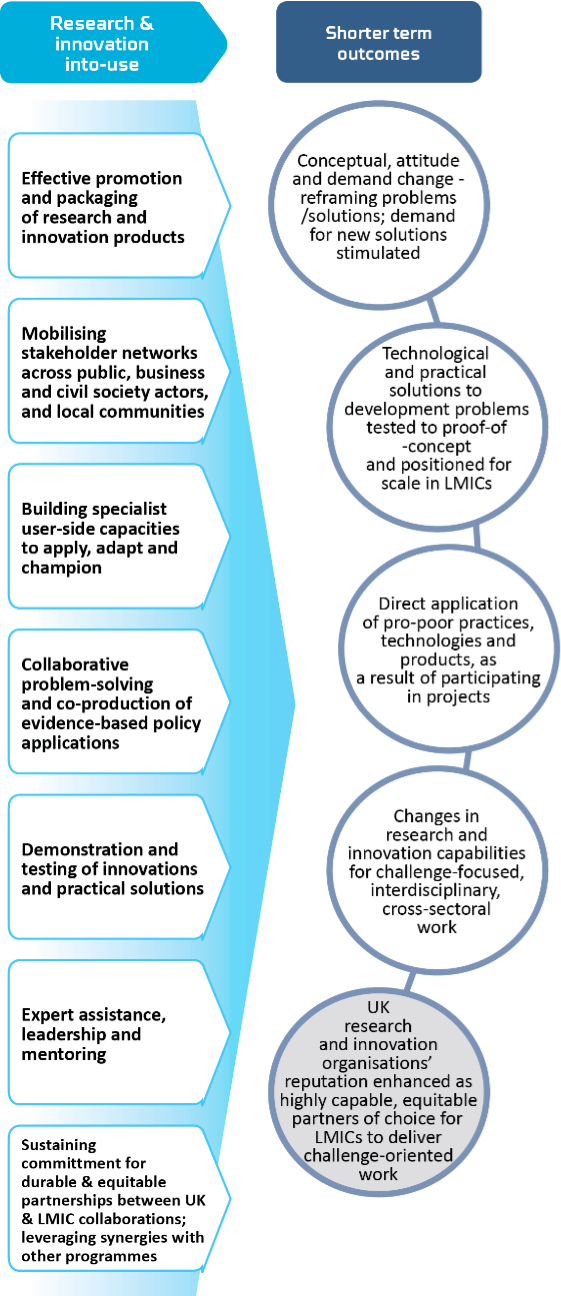 Research &
innovation
into-use
Shorter term
outcomes
Effective promotion
and packaging
of research and
innovation products
Mobilising
stakeholder networks
across public, business
and civil society actors,
and local communities
Building specialist
user-side capacities
to apply, adapt and
champion
Collaborative
problem-solving
and co-production of
evidence-based policy
applications
Demonstration and
testing of innovations
and practical solutions
Expert assistance,
leadership and
mentoring
Sustaining
committment for
durable & equitable
partnerships between UK
& LMIC collaborations;
leveraging synergies with
other programmes
Conceptual, attitude
and demand change -
reframing problems
/solutions; demand
for new solutions
stimulated
Technological
and practical
solutions to
development problems
tested to proof-of
-concept
and positioned for
scale in LMICs
Direct application
of pro-poor practices,
technologies and
products, as
a result of participating
in projects
Changes in
research and
innovation capabilities
for challenge-focused,
interdisciplinary,
cross-sectoral
work
UK
research
and innovation
organisations’
reputation enhanced as
highly capable, equitable
partners of choice for
LMICs to deliver
challenge-oriented
work